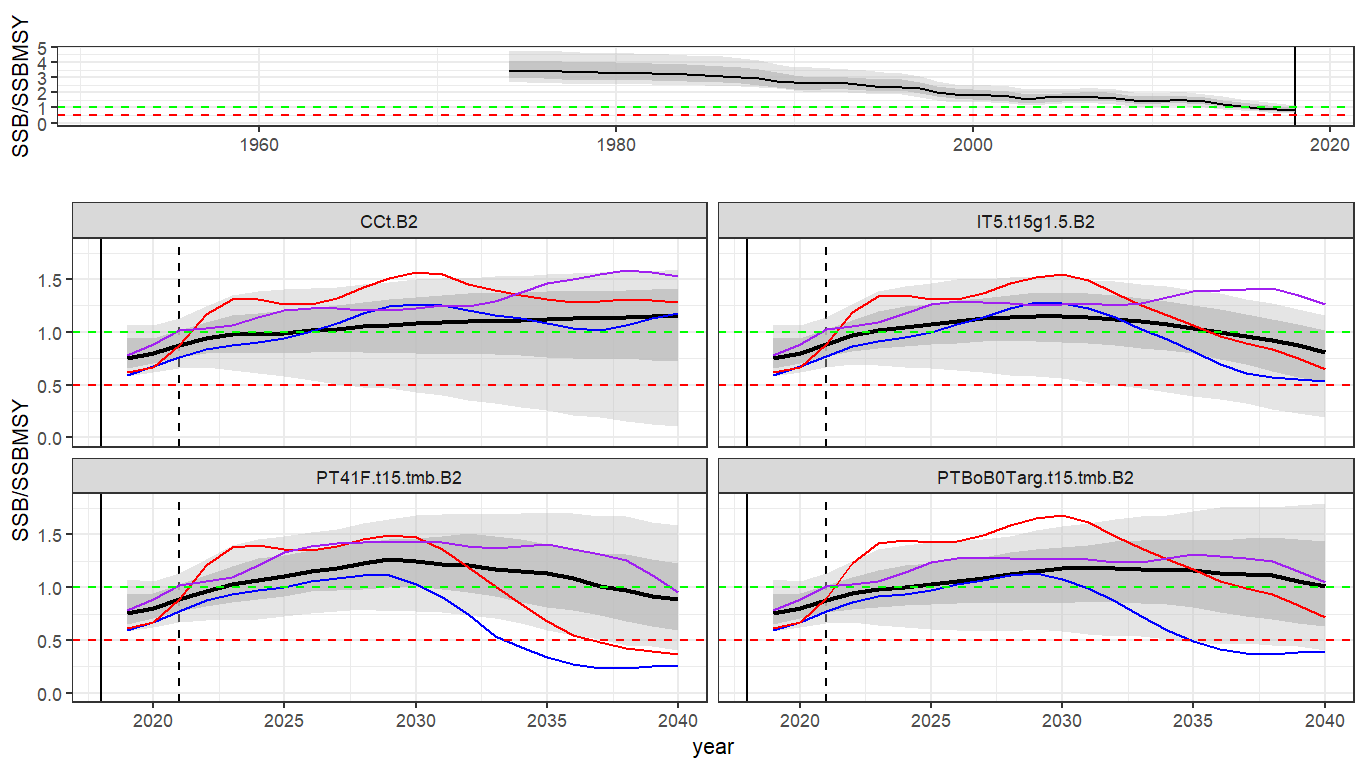 SSB/SSBMSY
5
4
3
2
1
0
1960 1980 2000 2020
SSB/SSBMSY
CCt.B2 IT5.t15g1.5.B2
1.5
1.0
0.5
0.0
PT41F.t15.tmb.B2 PTBoB0Targ.t15.tmb.B2
1.5
1.0
0.5
0.0
2020 2025 2030 2035 2040 2020 2025 2030 2035 2040
year